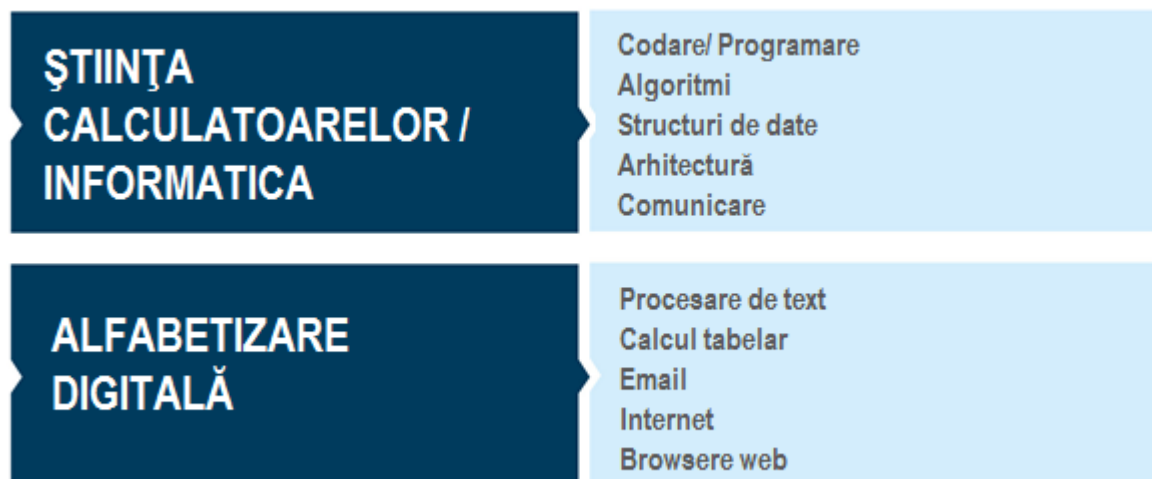 ŞTIINŢA
CALCULATOARELOR /
INFORMATICA
Codare/ Programare
Algoritmi
Structuri de date
Arhitectură
Comunicare
ALFABETIZARE
DIGITALĂ
Procesare de text
Calcul tabelar
Email
Internet
Browsere web